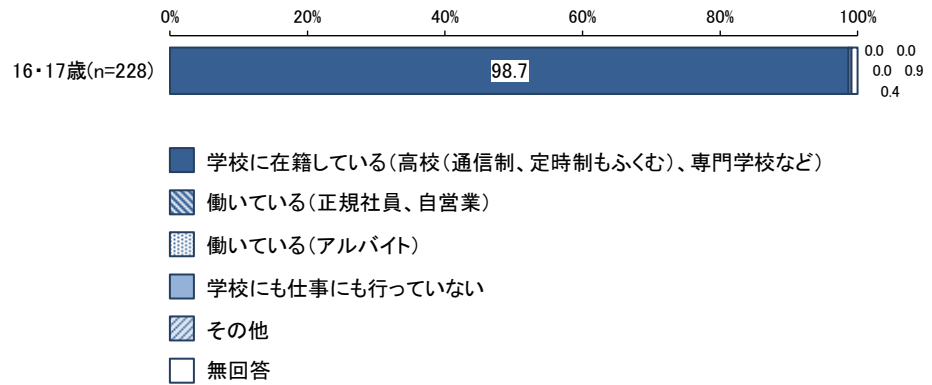 0% 20% 40% 60% 80% 100%
16・17歳(n=228) 98.7 0.0 0.0
0.0 0.9
0.4
学校に在籍している(高校(通信制、定時制もふくむ)、専門学校など)
働いている(正規社員、自営業)
働いている(アルバイト)
学校にも仕事にも行っていない
その他
無回答